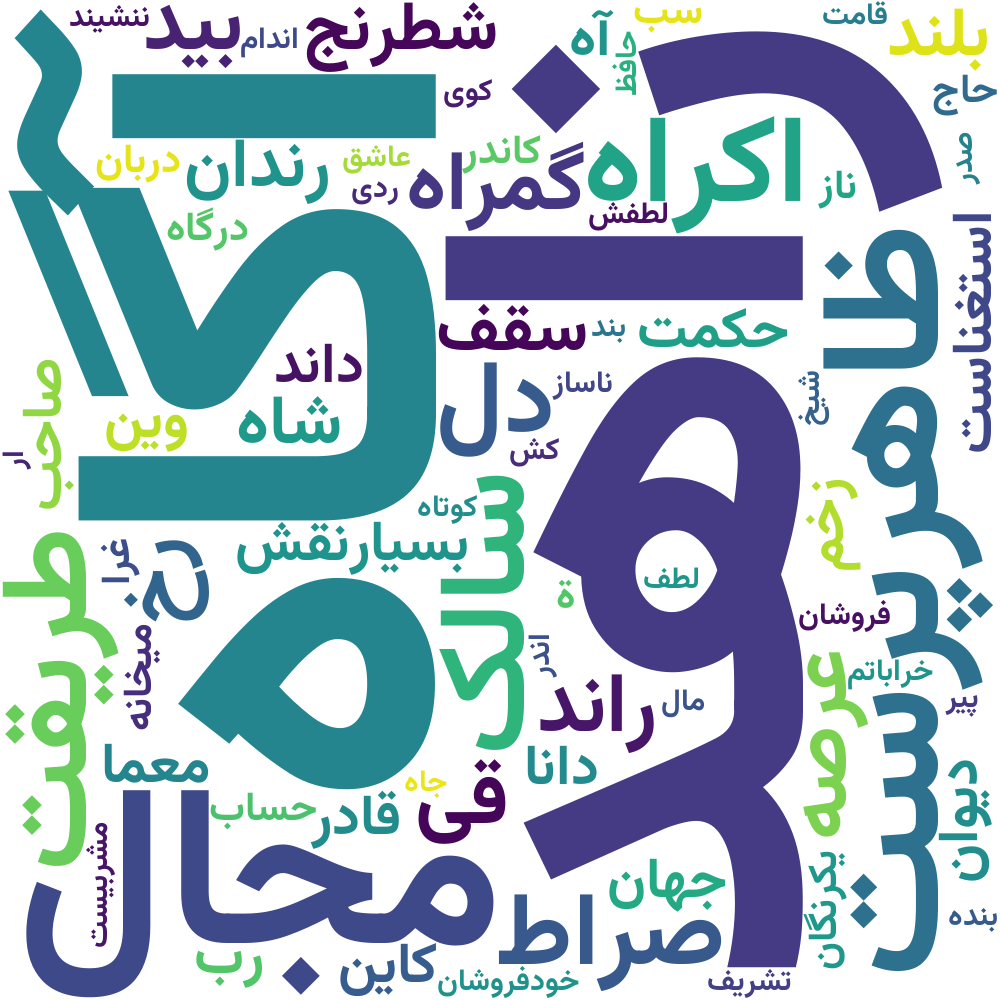 ننشیند
بید
اندام
شطرنج
آه
سب
حافظ
قامت
بلند
حاج
کوی
زاهد
آگاه
دربان
رندان
عاشق
ردی
گمراه
کاندر
اکراه
لطفش
ناز
صدر
درگاه
استغناست
ظاهرپرست
سقف
بند
حکمت
داند
شاه
دل
ناساز
کش
شیخ
صاحب
ار
وین
کوتاه
بسیارنقش
سالک
زخم
طریقت
غرا
رخ
میخانه
لطف
ة
فروشان
خراباتم
پیر
اندر
راند
مال
عرصه
معما
دانا
جاه
قی
قادر
حساب
دیوان
مجال
مشربیست
جهان
صراط
یکرنگان
بنده
رب
کاین
خودفروشان
تشریف